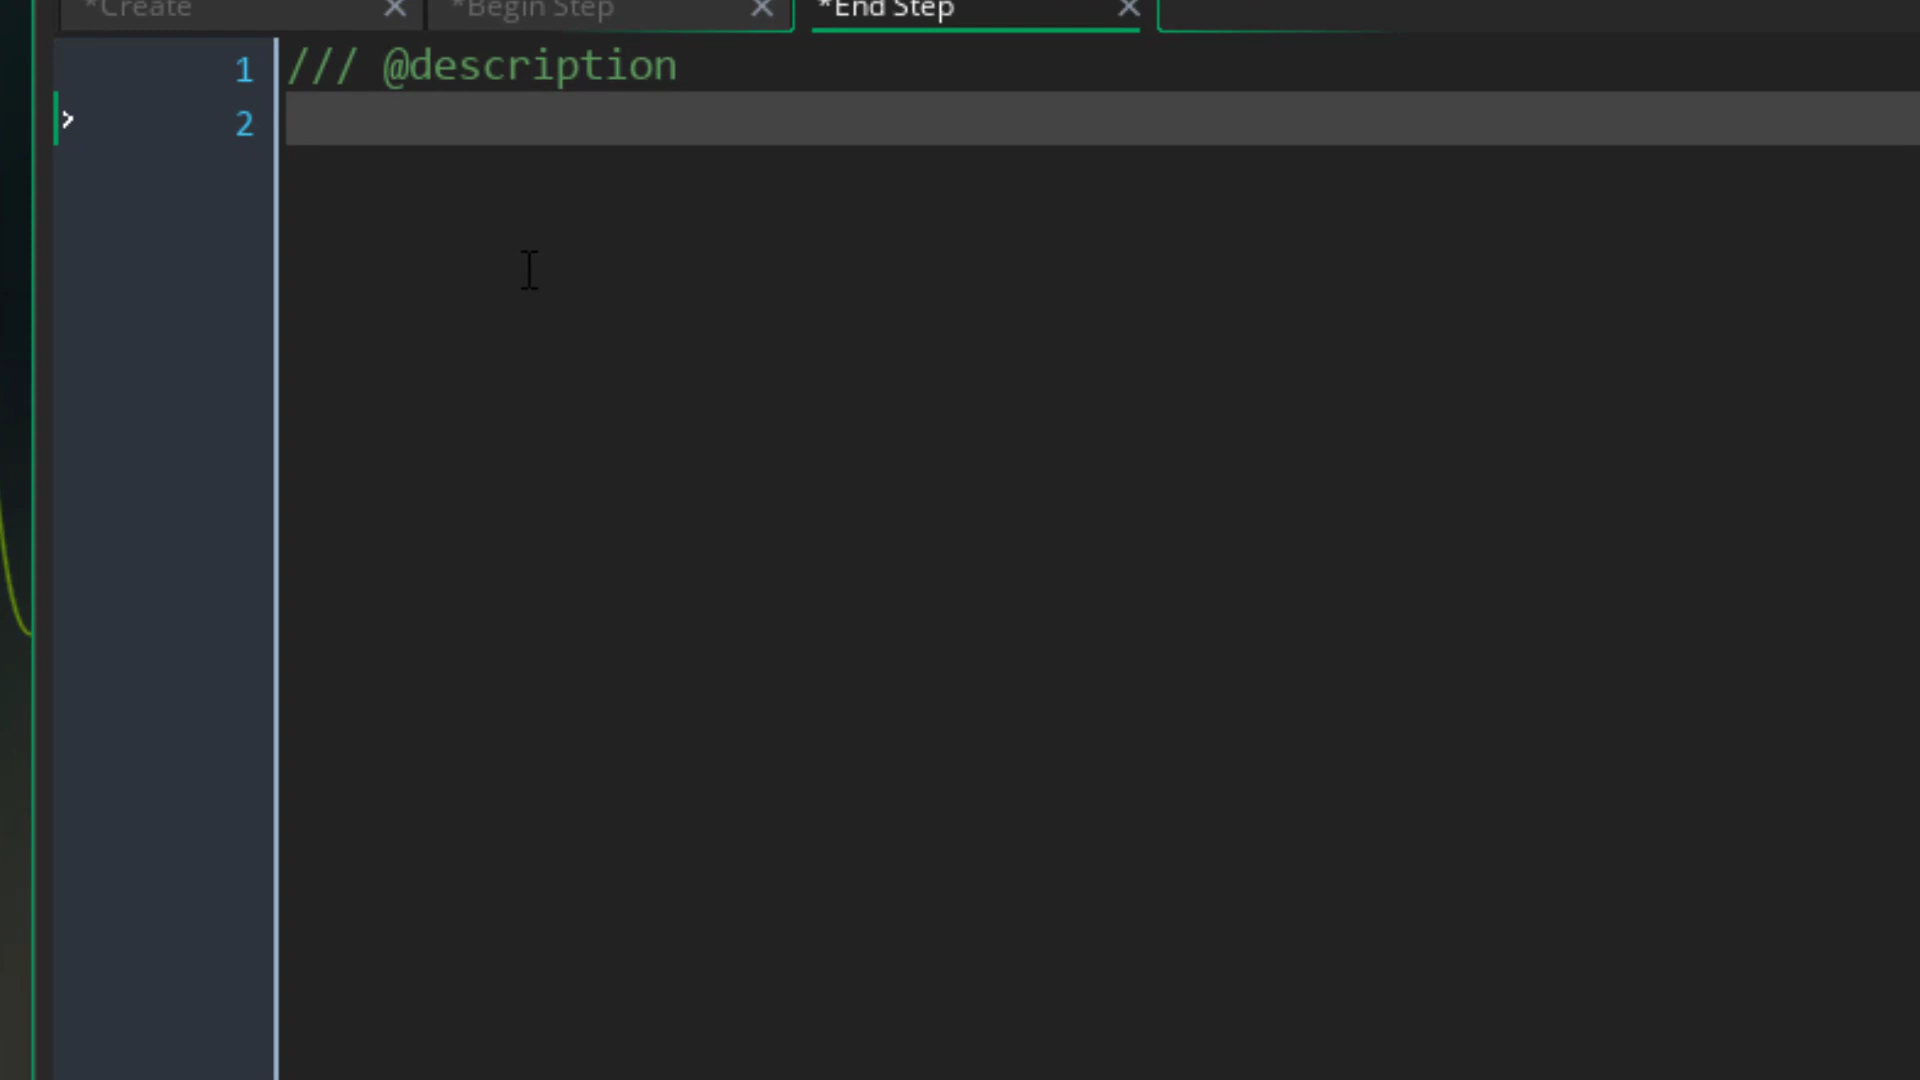 *Create
*Begin Step
*End Step
1 /// @description
2